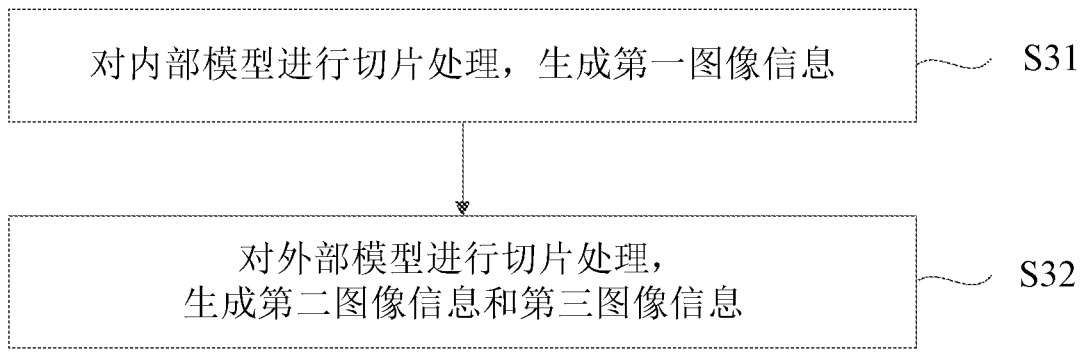 对内部模型进行切片处理，生成第一图像信息
S31
对外部模型进行切片处理，
生成第二图像信息和第三图像信息
S32